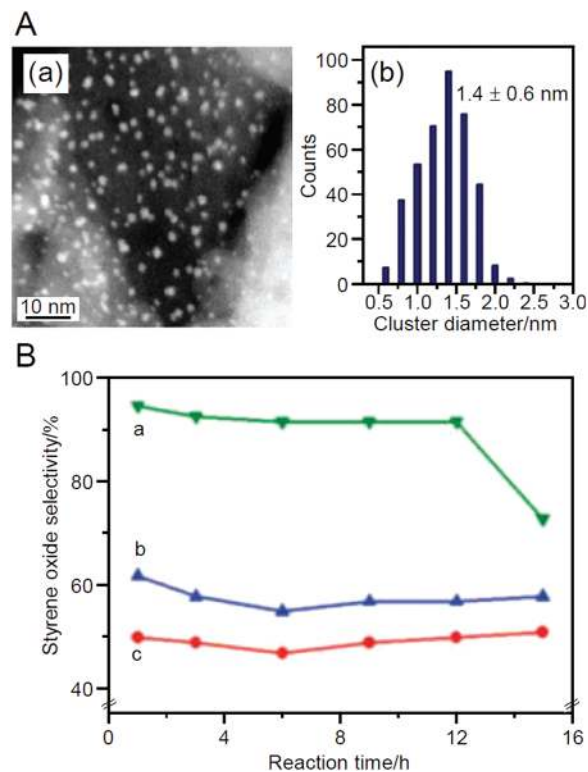 A
(a)
10 nm
(b)
1.4 ± 0.6 nm
Counts
100
80
60
40
20
0
0.5 1.0 1.5 2.0 2.5 3.0
Cluster diameter/nm
B
Styrene oxide selectivity/%
100
80
60
40
a
b
c
0 4 8 12 16
Reaction time/h